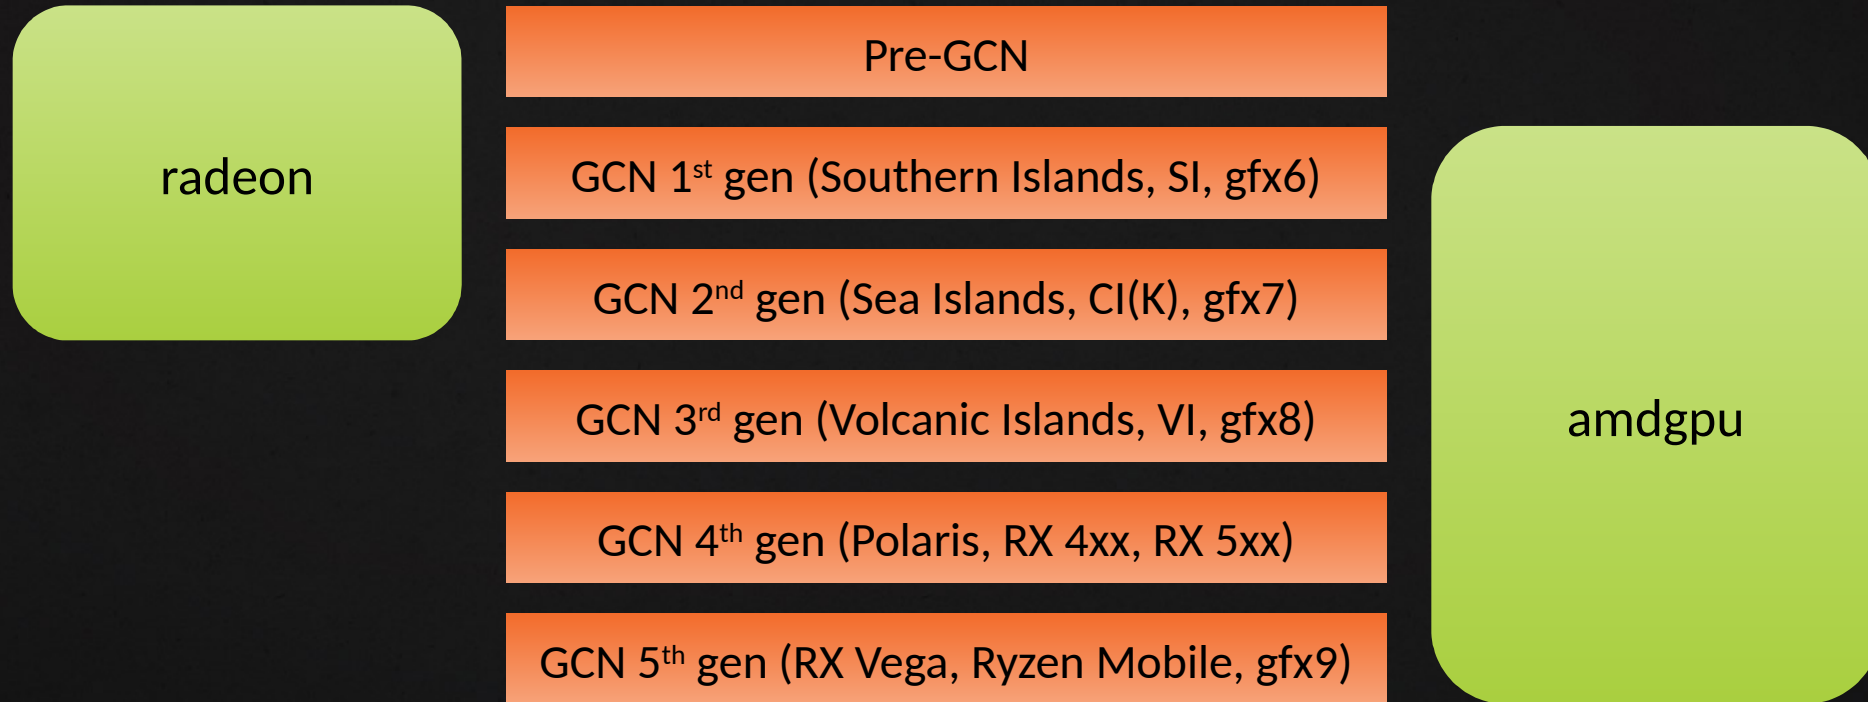 radeon
Pre-GCN
GCN 1st gen (Southern Islands, SI, gfx6)
GCN 2nd gen (Sea Islands, CI(K), gfx7)
GCN 3rd gen (Volcanic Islands, VI, gfx8)
GCN 4th gen (Polaris, RX 4xx, RX 5xx)
GCN 5th gen (RX Vega, Ryzen Mobile, gfx9)
amdgpu